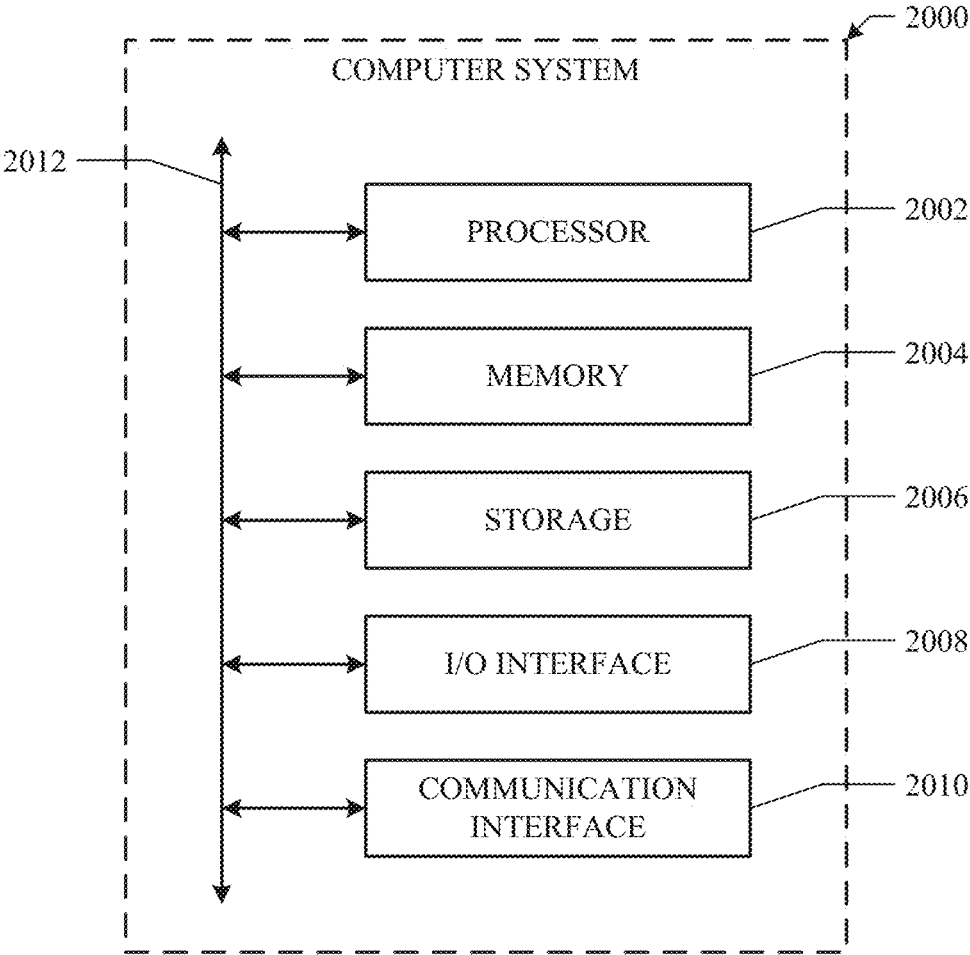 2000
COMPUTER SYSTEM
2012
PROCESSOR
2002
MEMORY
2004
STORAGE
2006
I/O INTERFACE
2008
COMMUNICATION
INTERFACE
2010